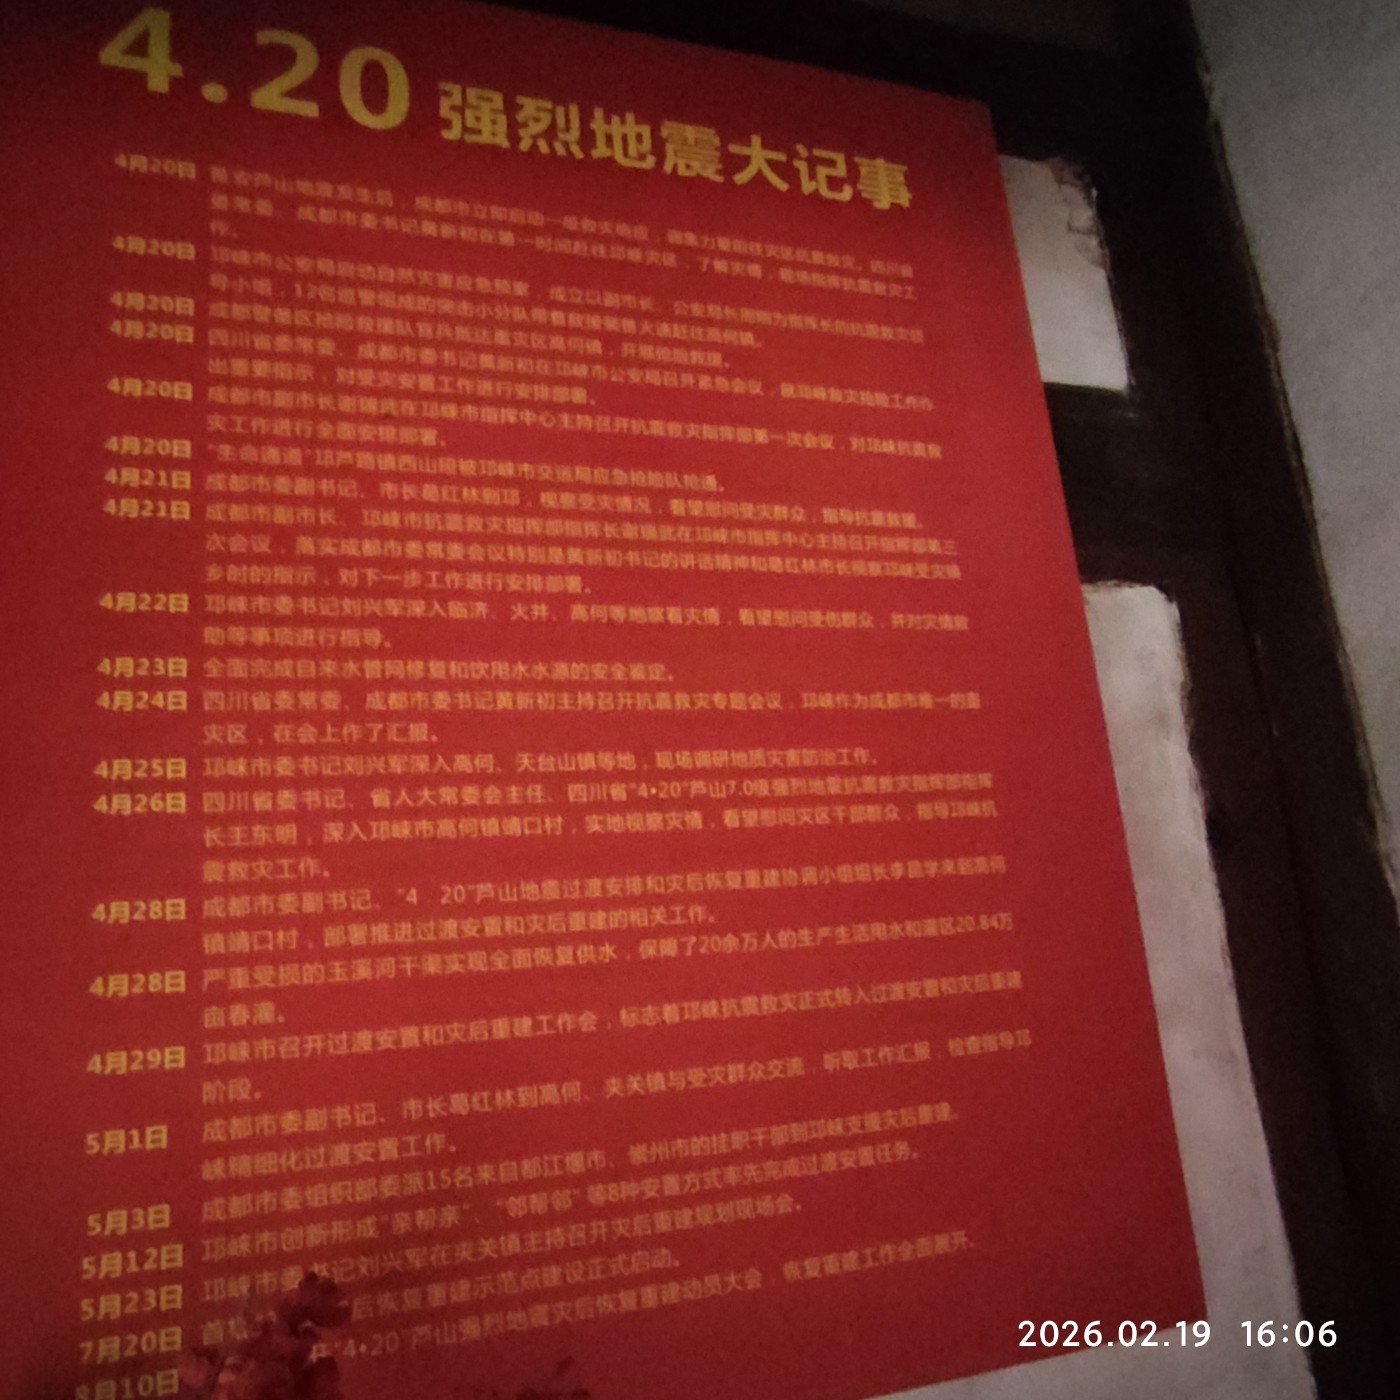 4.20 强烈地震大记事
4月20日 雅安芦山地震发生后，成都市立即启动一级救灾响应，调集力量前往灾区抗震救灾。四川省
委常委、成都市委书记黄新初在第一时间赶往邛崃灾区，了解灾情，现场指挥抗震救灾工
作。
4月20日 邛崃市公安局启动自然灾害应急预案，成立以副市长、公安局长为指挥长的抗震救灾领
导小组，12名巡警组成的突击小分队带着救援装备火速赶往高何镇。
4月20日 成都警备区抢险救援队官兵抵达重灾区高何镇，开展抢险救援。
4月20日 四川省委常委、成都市委书记黄新初在邛崃市公安局召开紧急会议，就邛崃救灾抢险工作作
出重要指示，对受灾安置工作进行安排部署。
4月20日 成都市副市长谢瑞武在邛崃市指挥中心主持召开抗震救灾指挥部第一次会议，对邛崃抗震救
灾工作进行全面安排部署。
4月20日 “生命通道”邛芦路镇西山段被邛崃市交运局应急抢险队抢通。
4月21日 成都市委副书记、市长葛红林到邛，视察受灾情况，看望慰问受灾群众，指导抗震救援。
4月21日 成都市副市长、邛崃市抗震救灾指挥部指挥长谢瑞武在邛崃市指挥中心主持召开指挥部第三
次会议，落实成都市委常委会议特别是黄新初书记的讲话精神和葛红林市长视察邛崃受灾镇
乡时的指示，对下一步工作进行安排部署。
4月22日 邛崃市委书记刘兴军深入临济、火井、高何等地察看灾情，看望慰问受伤群众，并对灾情救
助等事项进行指导。
4月23日 全面完成自来水管网修复和饮用水水源的安全鉴定。
4月24日 四川省委常委、成都市委书记黄新初主持召开抗震救灾专题会议，邛崃作为成都市唯一的重
灾区，在会上作了汇报。
4月25日 邛崃市委书记刘兴军深入高何、天台山镇等地，现场调研地质灾害防治工作。
4月26日 四川省委书记、省人大常委会主任、四川省“4•20”芦山7.0级强烈地震抗震救灾指挥部指挥
长王东明，深入邛崃市高何镇靖口村，实地视察灾情，看望慰问灾区干部群众，指导邛崃抗
震救灾工作。
4月28日 成都市委副书记、“4 20”芦山地震过渡安排和灾后恢复重建协调小组组长李昆学来到高何
镇靖口村，部署推进过渡安置和灾后重建的相关工作。
4月28日 严重受损的玉溪河干渠实现全面恢复供水，保障了20余万人的生产生活用水和灌区20.84万
亩春灌。
4月29日 邛崃市召开过渡安置和灾后重建工作会，标志着邛崃抗震救灾正式转入过渡安置和灾后重建
阶段。
5月1日 成都市委副书记、市长葛红林到高何、夹关镇与受灾群众交流，听取工作汇报，检查指导邛
崃精细化过渡安置工作。
5月3日 成都市委组织部委派15名来自都江堰市、崇州市的挂职干部到邛崃支援灾后重建。
5月12日 邛崃市创新形成“亲帮亲”、“邻帮邻”等8种安置方式率先完成过渡安置任务。
5月23日 邛崃市委书记刘兴军在夹关镇主持召开灾后重建规划现场会。
7月20日 首批 后恢复重建示范点建设正式启动。
8月10日 “4•20”芦山强烈地震灾后恢复重建动员大会，恢复重建工作全面展开。
2026.02.19 16:06